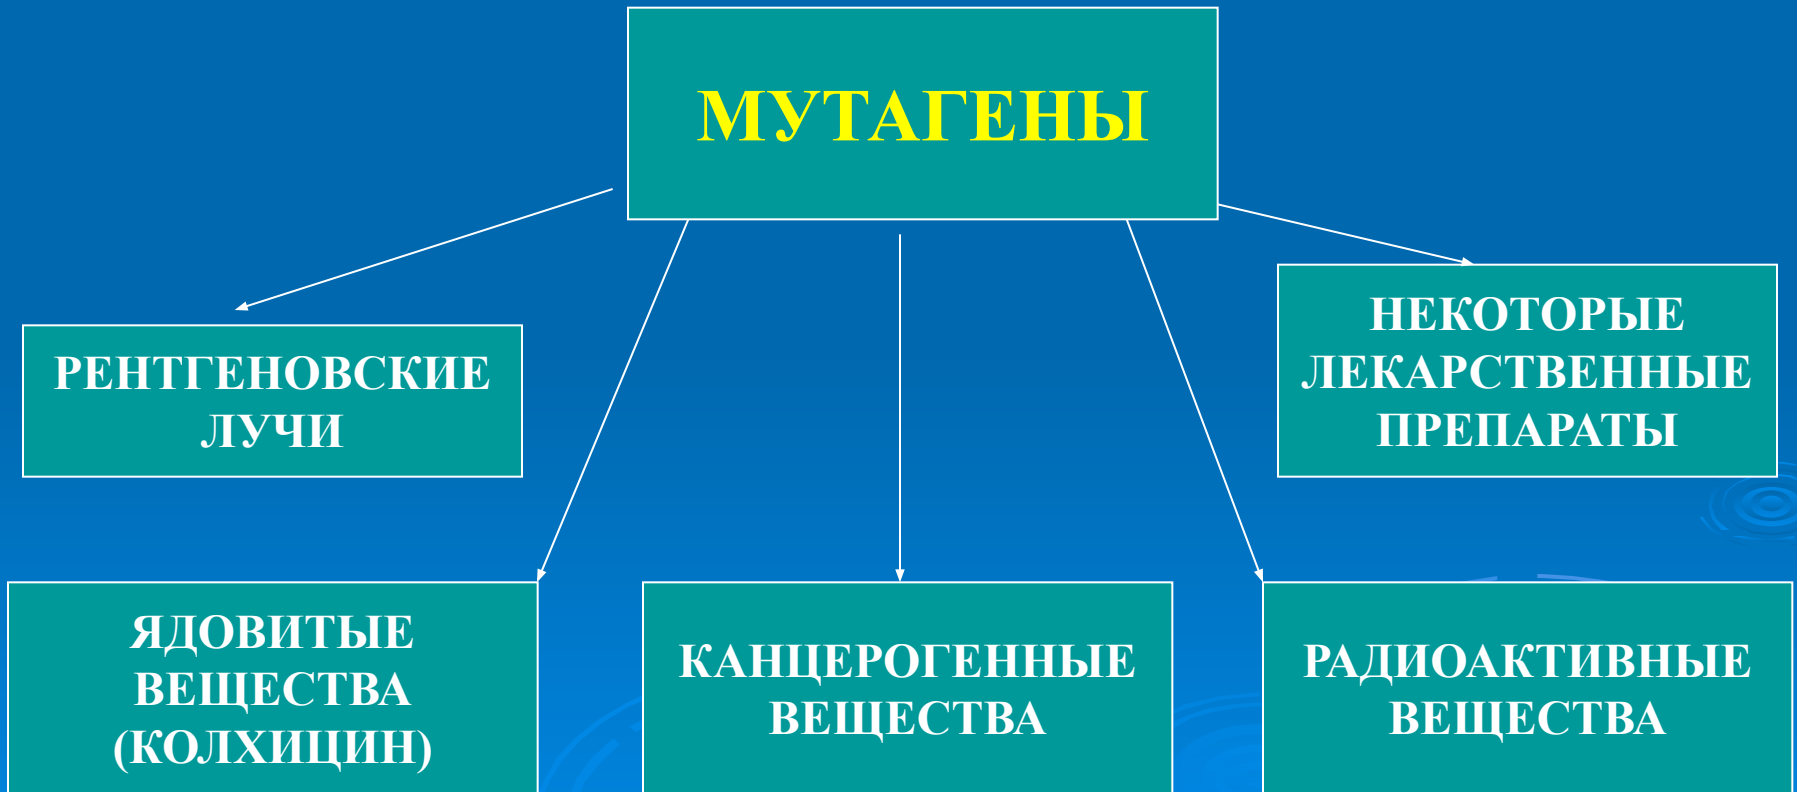 МУТАГЕНЫ
РЕНТГЕНОВСКИЕ
ЛУЧИ
НЕКОТОРЫЕ
ЛЕКАРСТВЕННЫЕ
ПРЕПАРАТЫ
ЯДОВИТЫЕ
ВЕЩЕСТВА
(КОЛХИЦИН)
КАНЦЕРОГЕННЫЕ
ВЕЩЕСТВА
РАДИОАКТИВНЫЕ
ВЕЩЕСТВА